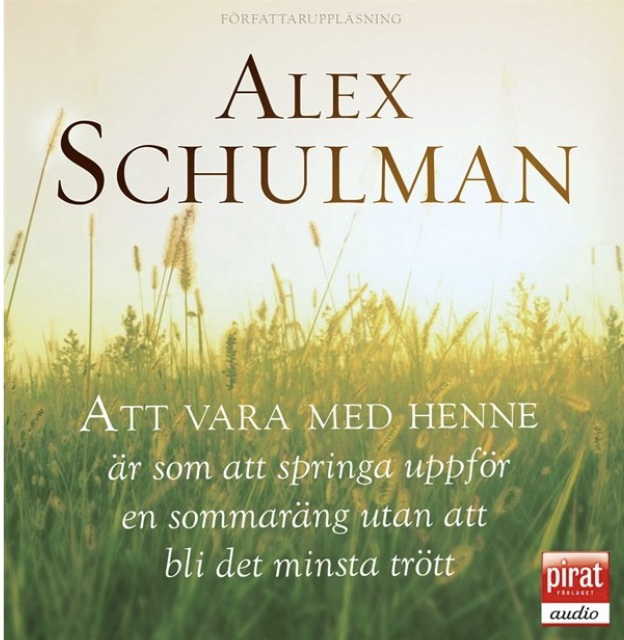 FÖRFATTARUPPLÄSNING
ALEX
SCHULMAN
ATT VARA MED HENNE
är som att springa uppför
en sommaräng utan att
bli det minsta trött
pirat
FÖRLAGET
audio